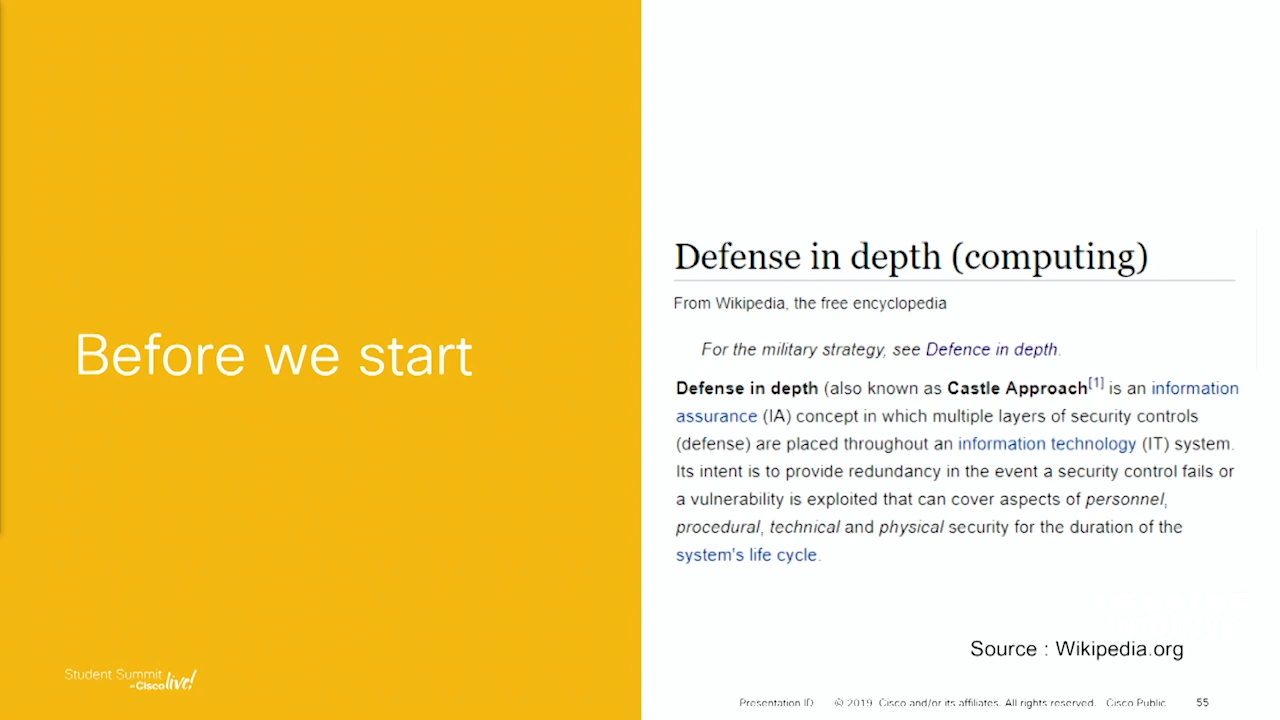 Before we start
Defense in depth (computing)
From Wikipedia, the free encyclopedia
For the military strategy, see Defence in depth.
Defense in depth (also known as Castle Approach[1] is an information
assurance (IA) concept in which multiple layers of security controls
(defense) are placed throughout an information technology (IT) system.
Its intent is to provide redundancy in the event a security control fails or
a vulnerability is exploited that can cover aspects of personnel,
procedural, technical and physical security for the duration of the
system's life cycle.
Source : Wikipedia.org
Student Summit
at Cisco live!
Presentation ID © 2019 Cisco and/or its affiliates. All rights reserved. Cisco Public 55